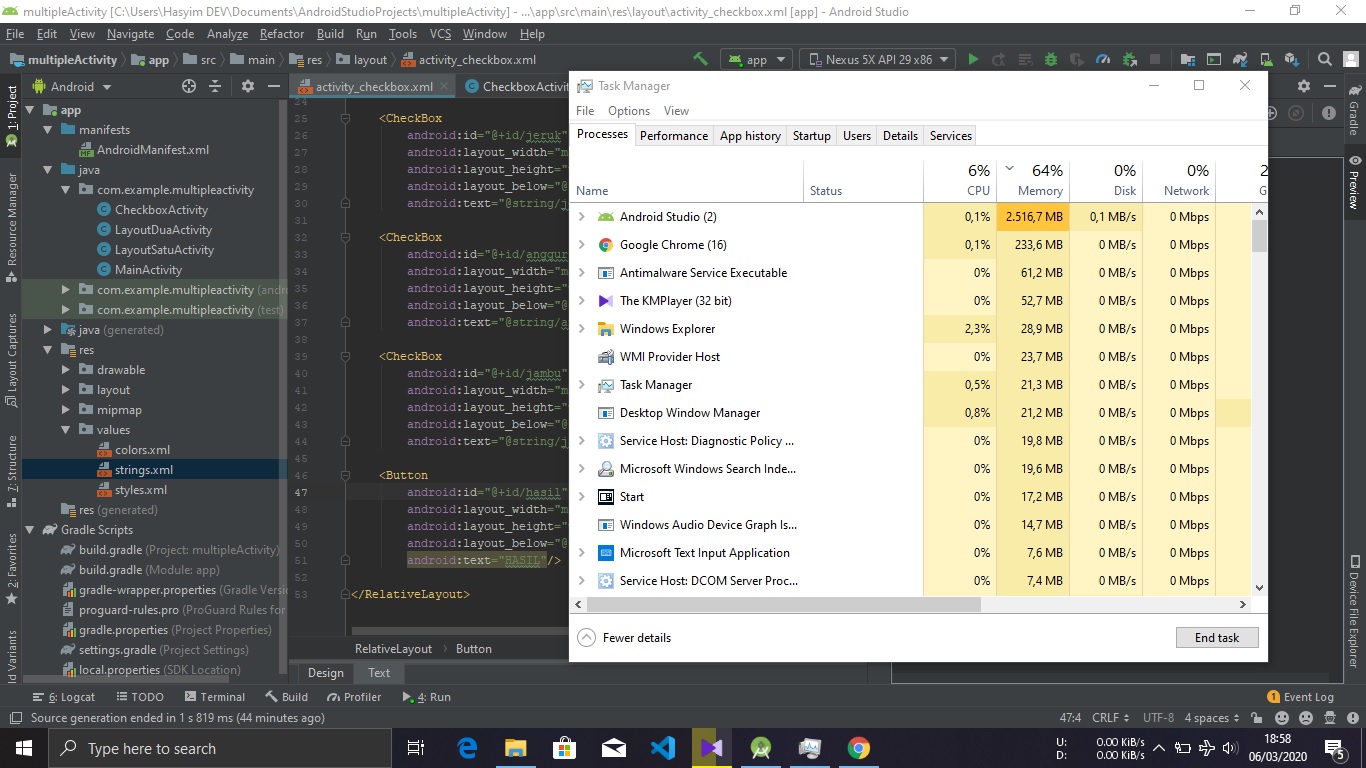 multipleActivity [C:\Users\Hasyim DEV\Documents\AndroidStudioProjects\multipleActivity] - ...\app\src\main\res\layout\activity_checkbox.xml [app] - Android Studio
File Edit View Navigate Code Analyze Refactor Build Run Tools VCS Window Help
multipleActivity app src main res layout activity_checkbox.xml
app Nexus 5X API 29 x86
1: Project
Resource Manager
Layout Captures
7: Structure
2: Favorites
ld Variants
Android
app
manifests
AndroidManifest.xml
java
com.example.multipleactivity
CheckboxActivity
LayoutDuaActivity
LayoutSatuActivity
MainActivity
com.example.multipleactivity (andro
com.example.multipleactivity (test)
java (generated)
res
drawable
layout
mipmap
values
colors.xml
strings.xml
styles.xml
res (generated)
Gradle Scripts
build.gradle (Project: multipleActivity)
build.gradle (Module: app)
gradle-wrapper.properties (Gradle Versi
proguard-rules.pro (ProGuard Rules for
gradle.properties (Project Properties)
settings.gradle (Project Settings)
local.properties (SDK Location)
activity_checkbox.xml CheckboxActivi
24
25 <CheckBox
26 android:id="@+id/jeruk"
27 android:layout_width="m
28 android:layout_height="
29 android:layout_below="@
30 android:text="@string/j
31
32 <CheckBox
33 android:id="@+id/anggur
34 android:layout_width="m
35 android:layout_height="
36 android:layout_below="@
37 android:text="@string/a
38
39 <CheckBox
40 android:id="@+id/jambu"
41 android:layout_width="m
42 android:layout_height="
43 android:layout_below="@
44 android:text="@string/j
45
46 <Button
47 android:id="@+id/hasil"
48 android:layout_width="m
49 android:layout_height="
50 android:layout_below="@
51 android:text="HASIL"/>
52
53 </RelativeLayout>
RelativeLayout Button
Design Text
Task Manager
File Options View
Processes Performance App history Startup Users Details Services
6% 64% 0% 0% 2
Name Status CPU Memory Disk Network G
Android Studio (2) 0,1% 2.516,7 MB 0,1 MB/s 0 Mbps
Google Chrome (16) 0,1% 233,6 MB 0 MB/s 0 Mbps
Antimalware Service Executable 0% 61,2 MB 0 MB/s 0 Mbps
The KMPlayer (32 bit) 0% 52,7 MB 0 MB/s 0 Mbps
Windows Explorer 2,3% 28,9 MB 0 MB/s 0 Mbps
WMI Provider Host 0% 23,7 MB 0 MB/s 0 Mbps
Task Manager 0,5% 21,3 MB 0 MB/s 0 Mbps
Desktop Window Manager 0,8% 21,2 MB 0 MB/s 0 Mbps
Service Host: Diagnostic Policy ... 0% 19,8 MB 0 MB/s 0 Mbps
Microsoft Windows Search Inde... 0% 19,6 MB 0 MB/s 0 Mbps
Start 0% 17,2 MB 0 MB/s 0 Mbps
Windows Audio Device Graph Is... 0% 14,7 MB 0 MB/s 0 Mbps
Microsoft Text Input Application 0% 7,6 MB 0 MB/s 0 Mbps
Service Host: DCOM Server Proc... 0% 7,4 MB 0 MB/s 0 Mbps
Fewer details End task
Gradle
Preview
Device File Explorer
6: Logcat TODO Terminal Build Profiler 4: Run 1 Event Log
Source generation ended in 1 s 819 ms (44 minutes ago) 47:4 CRLF UTF-8 4 spaces
Type here to search
U: 0.00 KiB/s
D: 0.00 KiB/s
18:58
06/03/2020
5